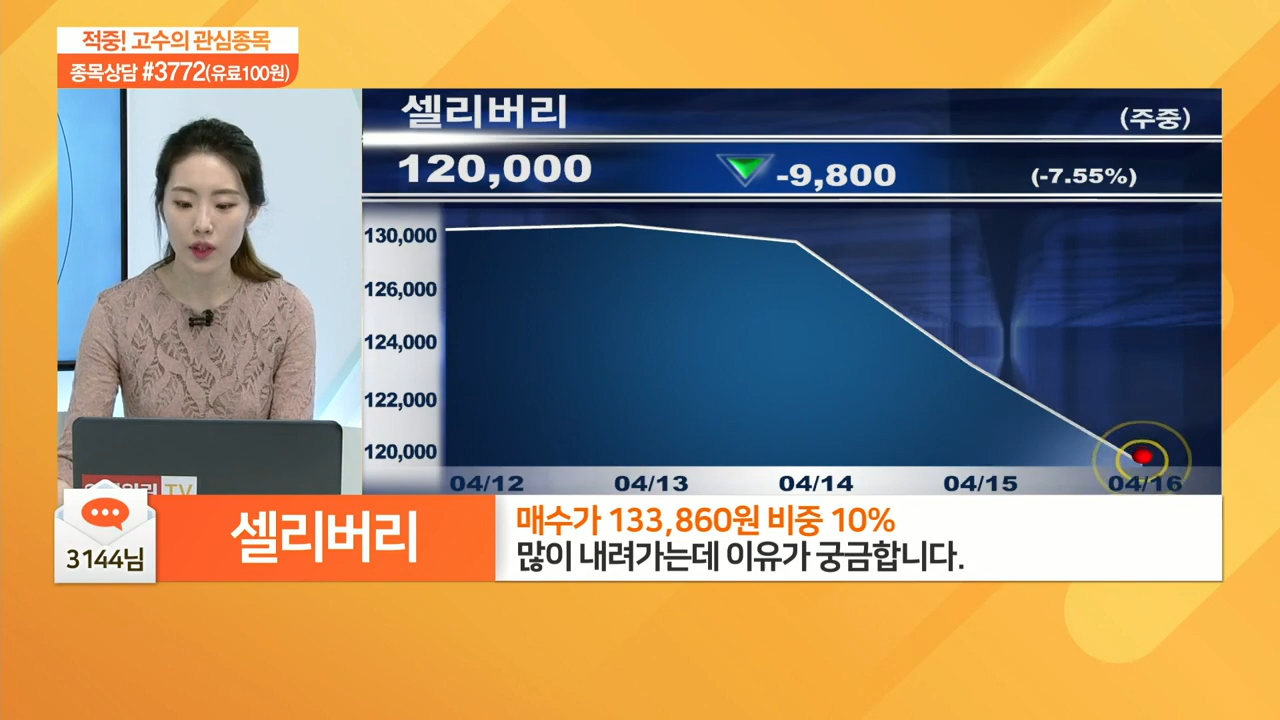 적중! 고수의 관심종목
종목상담 #3772(유료100원)
셀리버리
(주중)
120,000
-9,800
(-7.55%)
130,000
126,000
124,000
122,000
120,000
04/12
04/13
04/14
04/15
04/16
TV
3144님
셀리버리
매수가 133,860원 비중 10%
많이 내려가는데 이유가 궁금합니다.